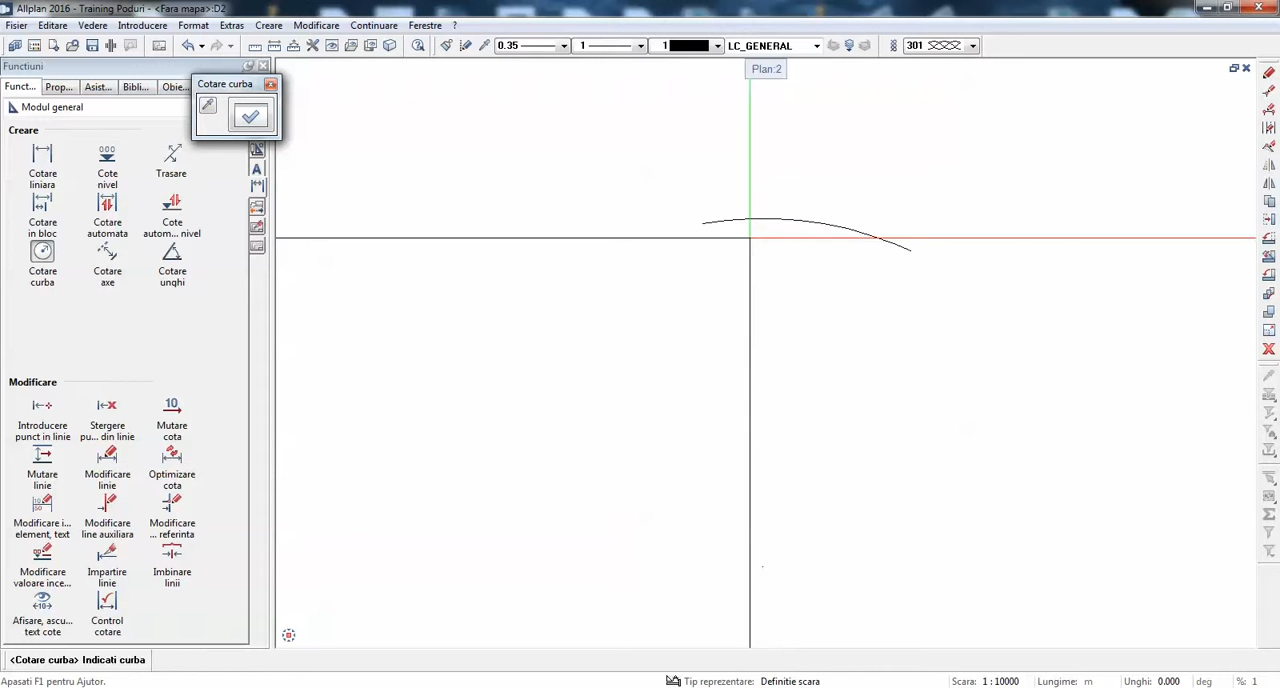 Allplan 2016 - Training Poduri - <Fara mapa>:D2
Fisier Editare Vedere Introducere Format Extras Creare Modificare Continuare Ferestre ?
0.35 1 1 LC_GENERAL 301
Functiuni
Funct... Prop... Asist... Bibli... Obie...
Cotare curba
Plan:2
Modul general
Creare
Cotare liniara
Cote nivel
Trasare
Cotare in bloc
Cotare automata
Cote autom... nivel
Cotare curba
Cotare axe
Cotare unghi
Modificare
Introducere punct in linie
Stergere pu... din linie
10
Mutare cota
Mutare linie
Modificare linie
Optimizare cota
Modificare i... element, text
Modificare line auxiliara
Modificare ... referinta
Modificare valoare ince...
Impartire linie
Imbinare linii
Afisare, ascu... text cote
Control cotare
<Cotare curba> Indicati curba
Apasati F1 pentru Ajutor.
Tip reprezentare: Definitie scara
Scara: 1 : 10000
Lungime: m
Unghi: 0.000 deg
%: 1